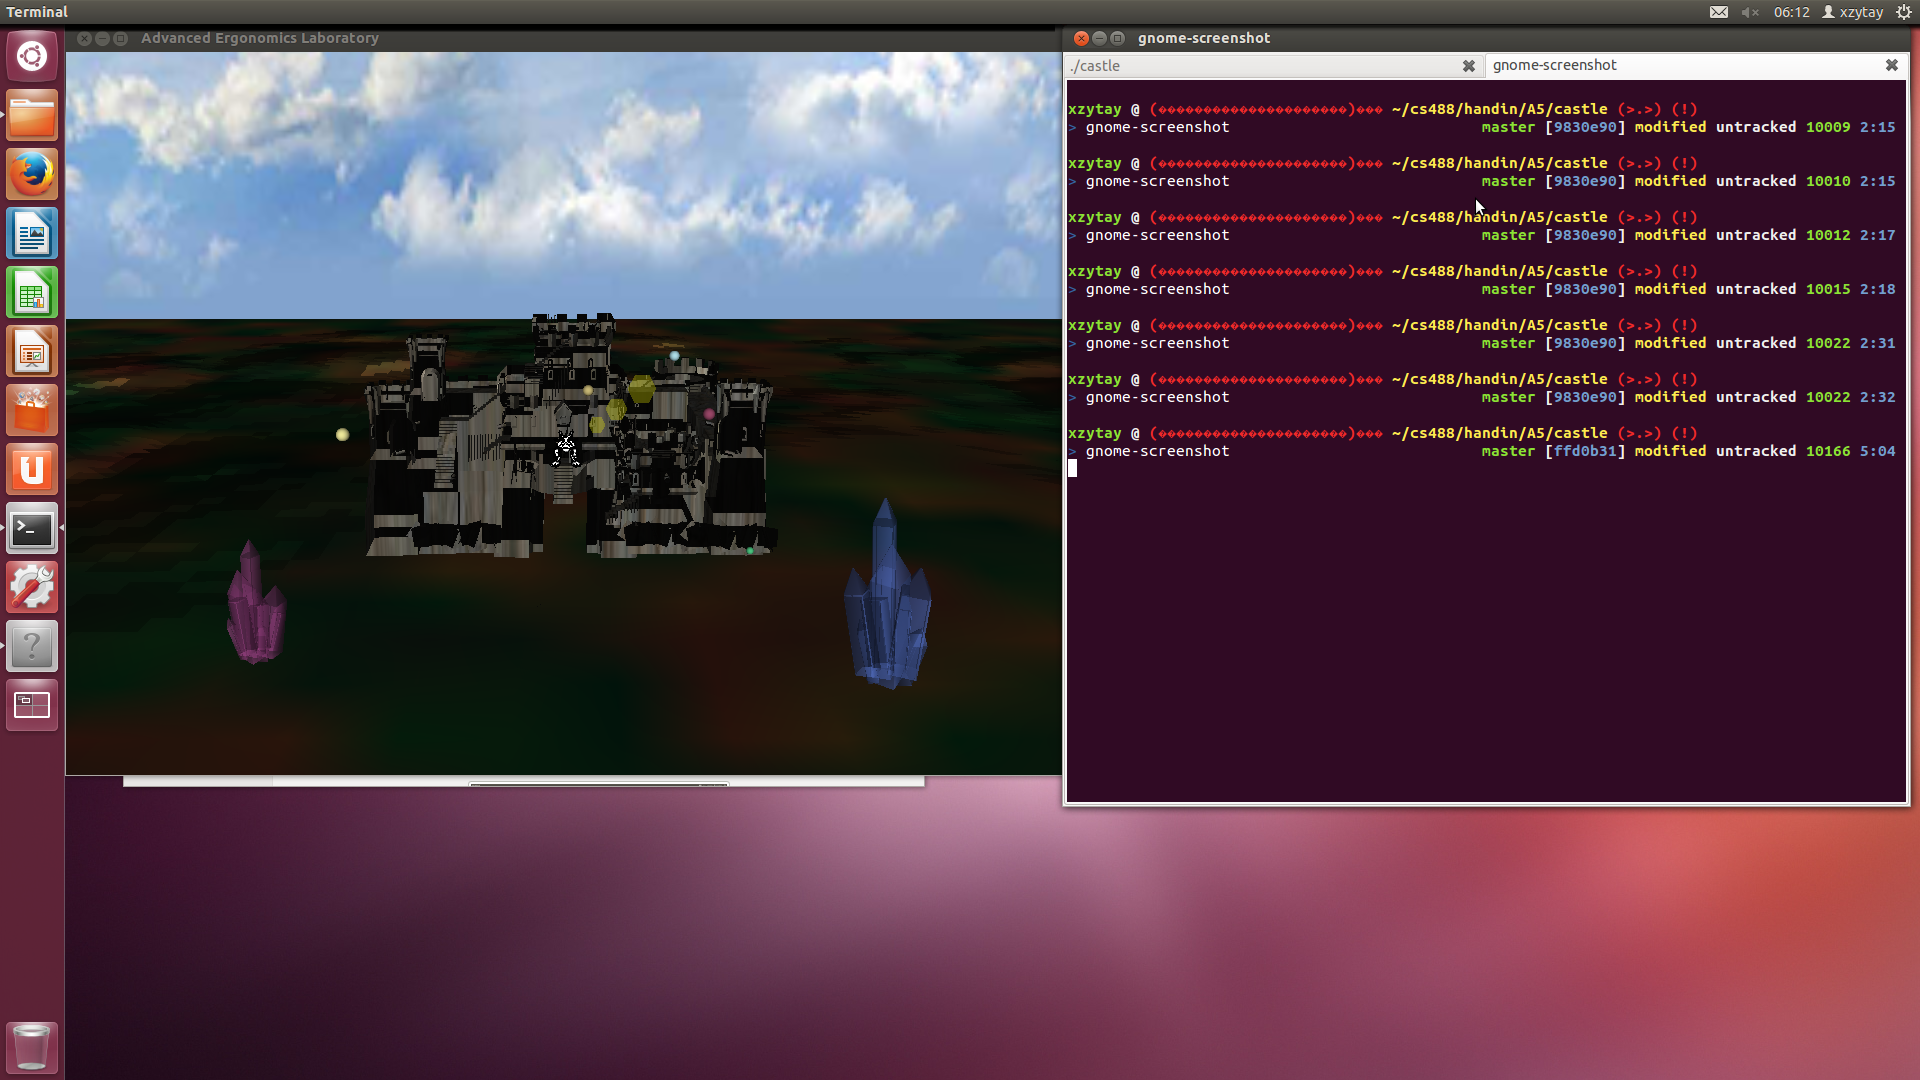 Terminal
06:12 xzytay
Advanced Ergonomics Laboratory
gnome-screenshot
./castle
gnome-screenshot
xzytay @ (���������������������)��� ~/cs488/handin/A5/castle (>.>) (!)
> gnome-screenshot master [9830e90] modified untracked 10009 2:15
xzytay @ (���������������������)��� ~/cs488/handin/A5/castle (>.>) (!)
> gnome-screenshot master [9830e90] modified untracked 10010 2:15
xzytay @ (���������������������)��� ~/cs488/handin/A5/castle (>.>) (!)
> gnome-screenshot master [9830e90] modified untracked 10012 2:17
xzytay @ (���������������������)��� ~/cs488/handin/A5/castle (>.>) (!)
> gnome-screenshot master [9830e90] modified untracked 10015 2:18
xzytay @ (���������������������)��� ~/cs488/handin/A5/castle (>.>) (!)
> gnome-screenshot master [9830e90] modified untracked 10022 2:31
xzytay @ (���������������������)��� ~/cs488/handin/A5/castle (>.>) (!)
> gnome-screenshot master [9830e90] modified untracked 10022 2:32
xzytay @ (���������������������)��� ~/cs488/handin/A5/castle (>.>) (!)
> gnome-screenshot master [ffd0b31] modified untracked 10166 5:04